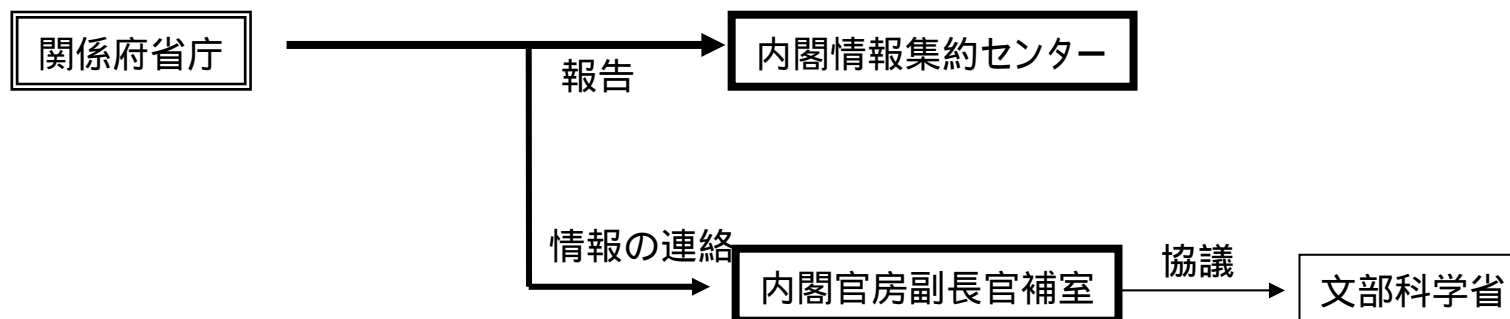 関係府省庁
内閣情報集約センター
報告
情報の連絡
内閣官房副長官補室
協議
文部科学省